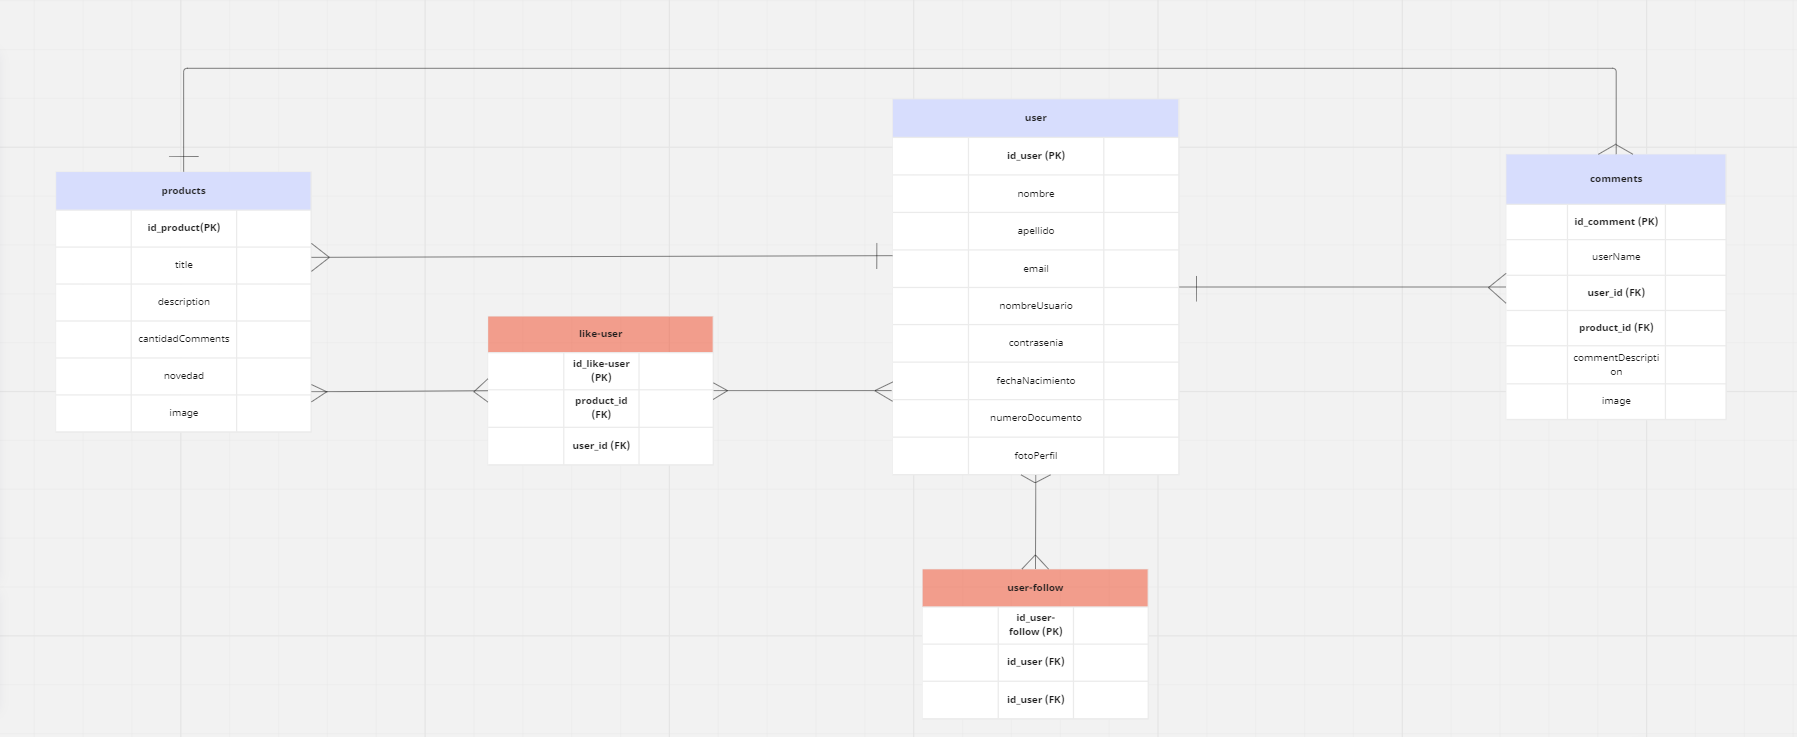 products
id_product(PK)
title
description
cantidadComments
novedad
image
like-user
id_like-user
(PK)
product_id
(FK)
user_id (FK)
user
id_user (PK)
nombre
apellido
email
nombreUsuario
contrasenia
fechaNacimiento
numeroDocumento
fotoPerfil
user-follow
id_user-
follow (PK)
id_user (FK)
id_user (FK)
comments
id_comment (PK)
userName
user_id (FK)
product_id (FK)
commentDescripti
on
image